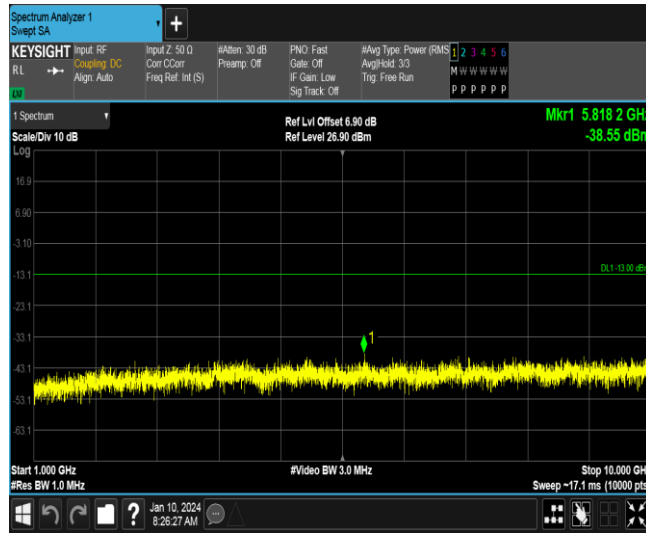 Spectrum Analyzer 1
Swept SA
KEYSIGHT
RL
LXI
Input: RF
Coupling: DC
Align: Auto
Input Z: 50 Ω
Corr CCorr
Freq Ref: Int (S)
#Atten: 30 dB
Preamp: Off
PNO: Fast
Gate: Off
IF Gain: Low
Sig Track: Off
#Avg Type: Power (RMS
Avg|Hold: 3/3
Trig: Free Run
1 2 3 4 5 6
M W W W W W
P P P P P P
1 Spectrum
Scale/Div 10 dB
Log
Ref Lvl Offset 6.90 dB
Ref Level 26.90 dBm
Mkr1 5.818 2 GHz
-38.55 dBm
16.9
6.90
-3.10
-13.1
-23.1
-33.1
-43.1
-53.1
-63.1
DL1 -13.00 dBm
1
Start 1.000 GHz
#Res BW 1.0 MHz
#Video BW 3.0 MHz
Stop 10.000 GH
Sweep ~17.1 ms (10000 pts
?
Jan 10, 2024
8:26:27 AM